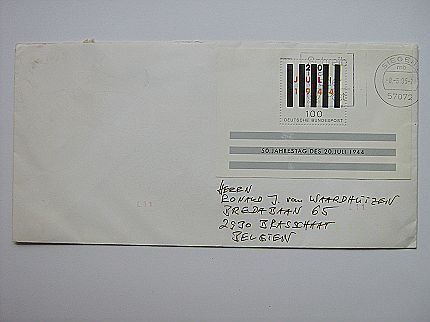 SIEGEN
57072
20
JULI
1944
100
DEUTSCHE BUNDESPOST
50. JAHRESTAG DES 20. JULI 1944
HERRN
RONALD J. van WAARDHUIZEN
BREDABAAN 65
2930 BRASSCHAAT
BELGIEN